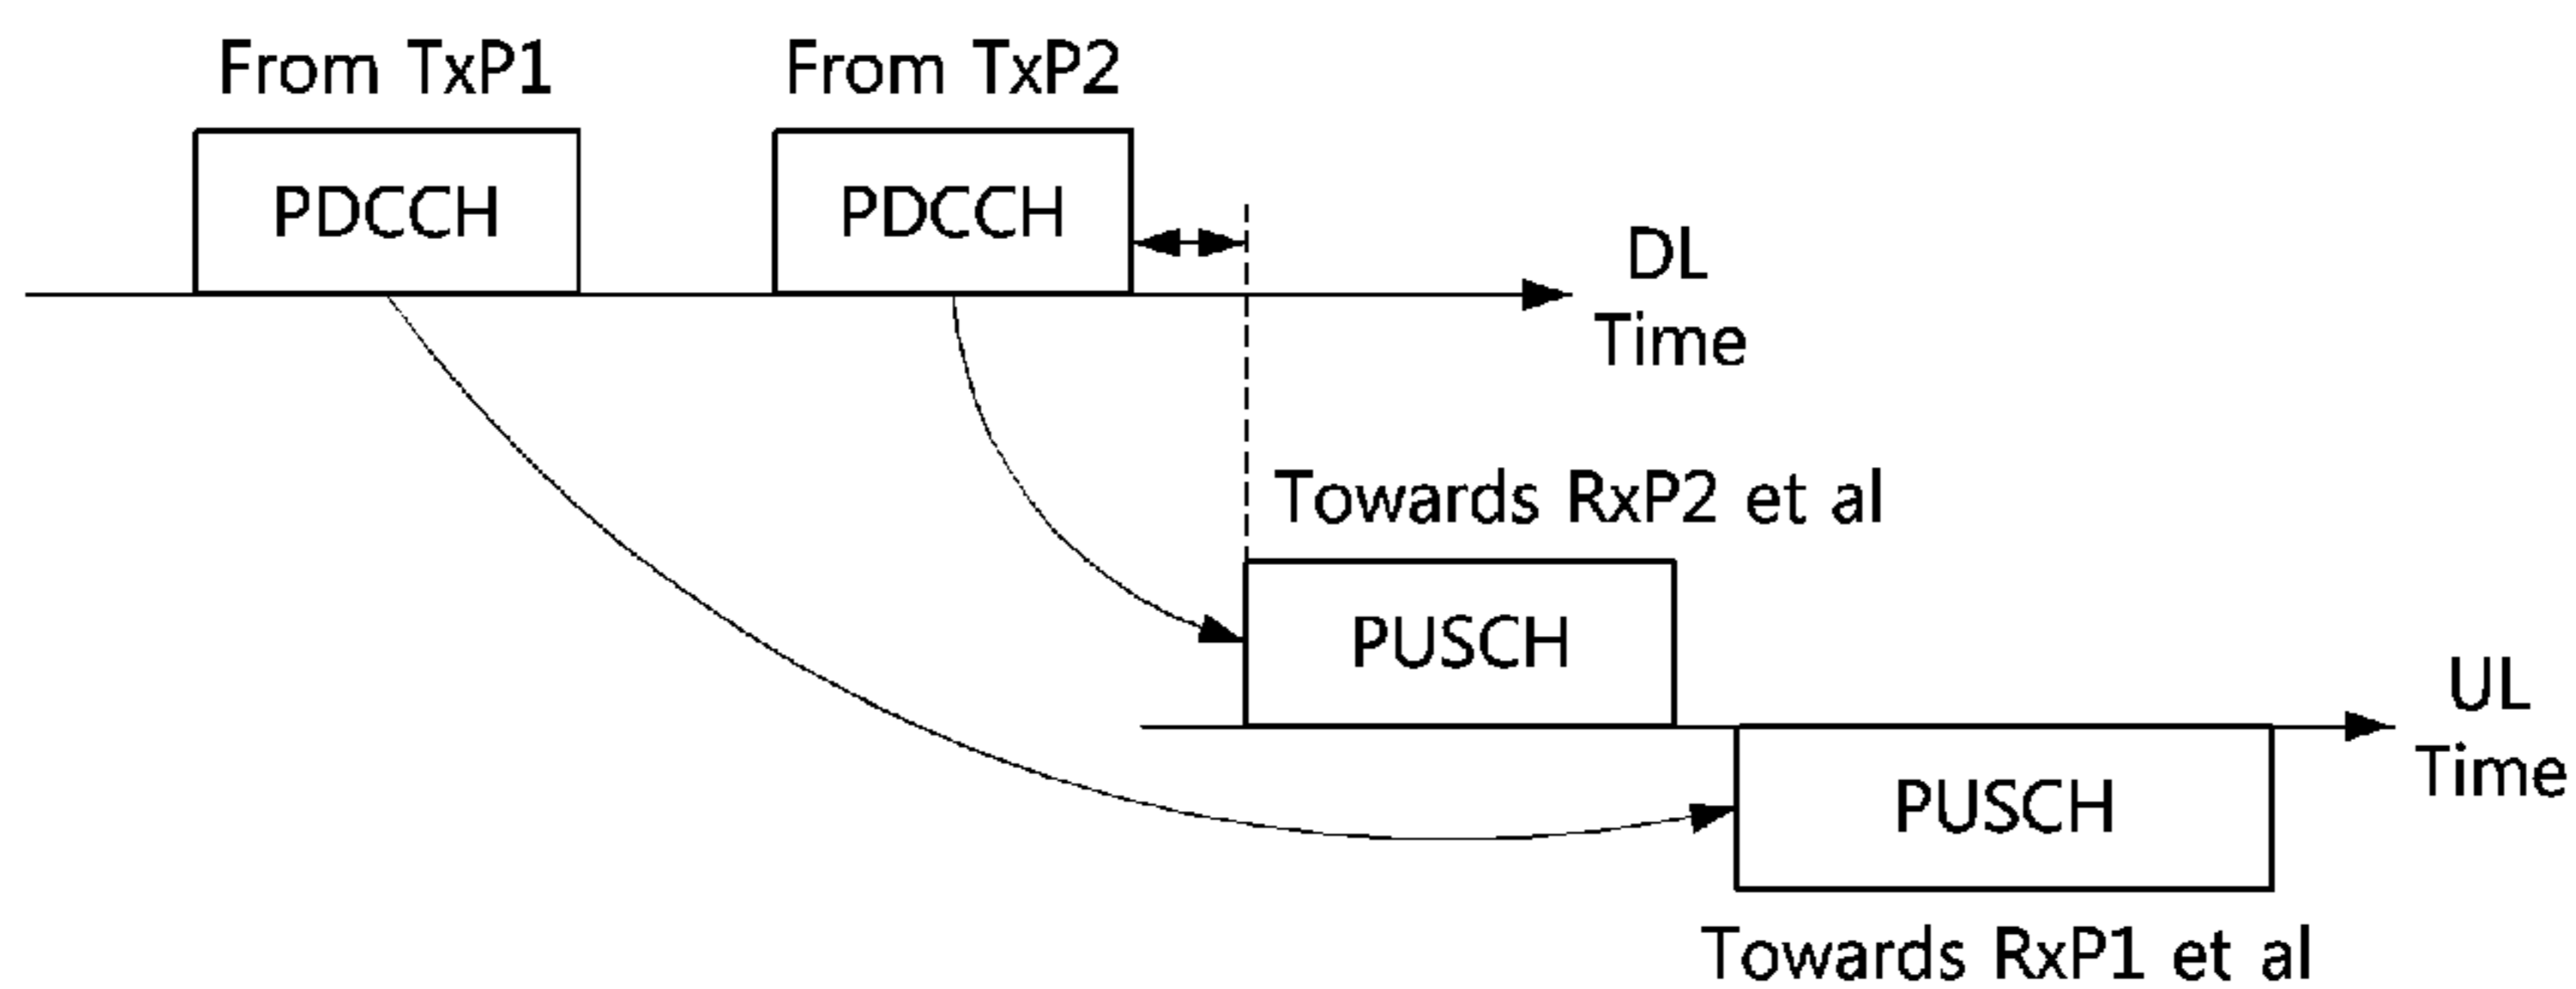 From TxP1
From TxP2
PDCCH
PDCCH
DL
Time
Towards RxP2 et al
PUSCH
UL
Time
PUSCH
Towards RxP1 et al